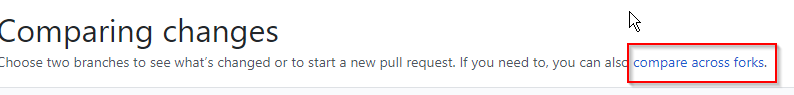 Comparing changes
Choose two branches to see what's changed or to start a new pull request. If you need to, you can also compare across forks.